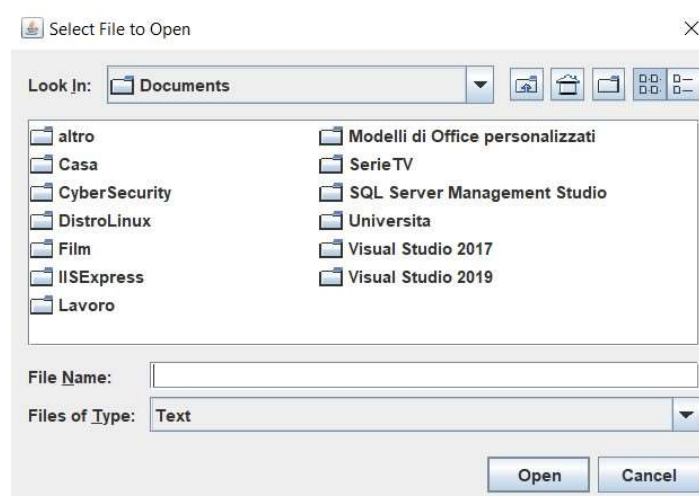 Select File to Open
Look In: Documents
altro
Casa
CyberSecurity
DistroLinux
Film
IISExpress
Lavoro
Modelli di Office personalizzati
SerieTV
SQL Server Management Studio
Universita
Visual Studio 2017
Visual Studio 2019
File Name:
Files of Type: Text
Open Cancel